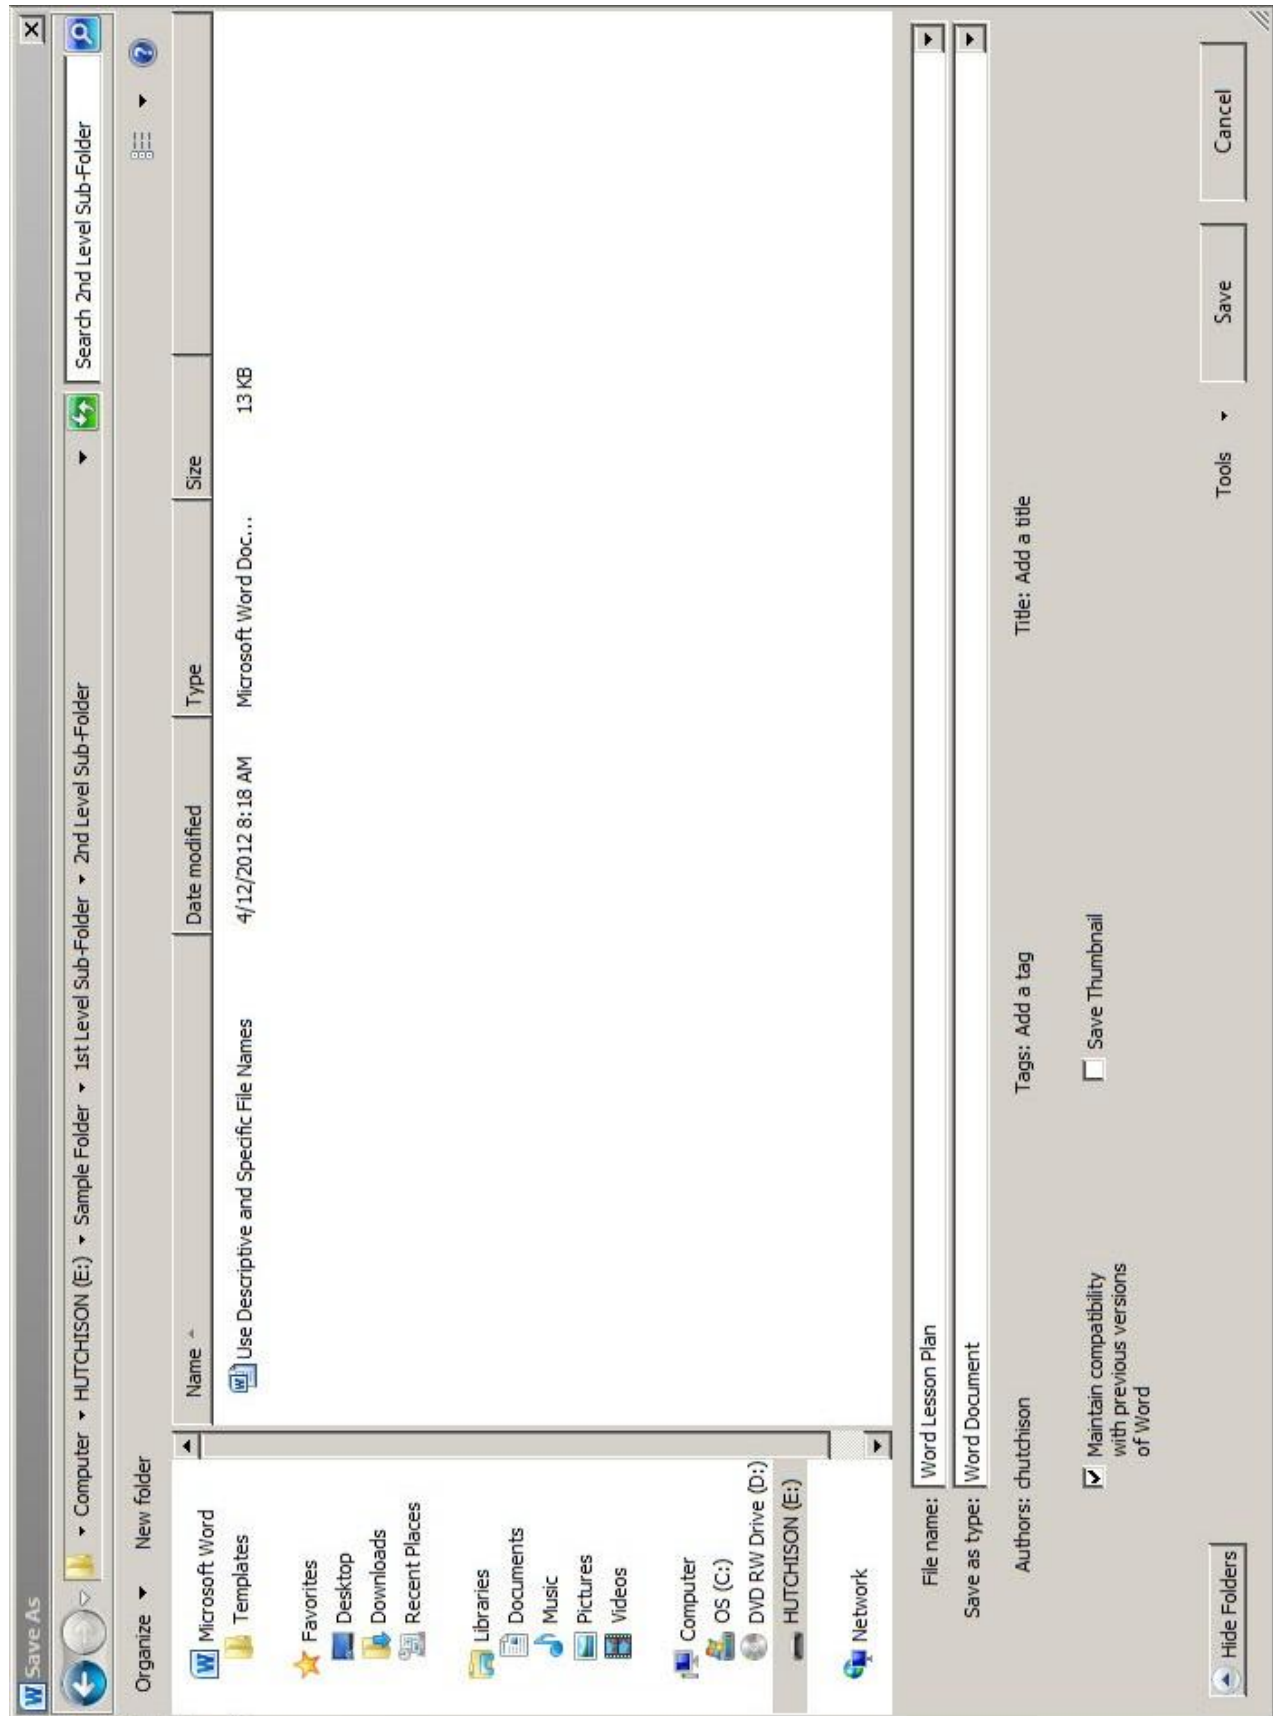 Save As
Computer HUTCHISON (E:) Sample Folder 1st Level Sub-Folder 2nd Level Sub-Folder Search 2nd Level Sub-Folder
Organize New folder
Microsoft Word
Templates
Favorites
Desktop
Downloads
Recent Places
Libraries
Documents
Music
Pictures
Videos
Computer
OS (C:)
DVD RW Drive (D:)
HUTCHISON (E:)
Network
Name Date modified Type Size
Use Descriptive and Specific File Names 4/12/2012 8:18 AM Microsoft Word Doc... 13 KB
File name: Word Lesson Plan
Save as type: Word Document
Authors: chutchison Tags: Add a tag Title: Add a title
Maintain compatibility Save Thumbnail
with previous versions
of Word
Hide Folders Tools Save Cancel